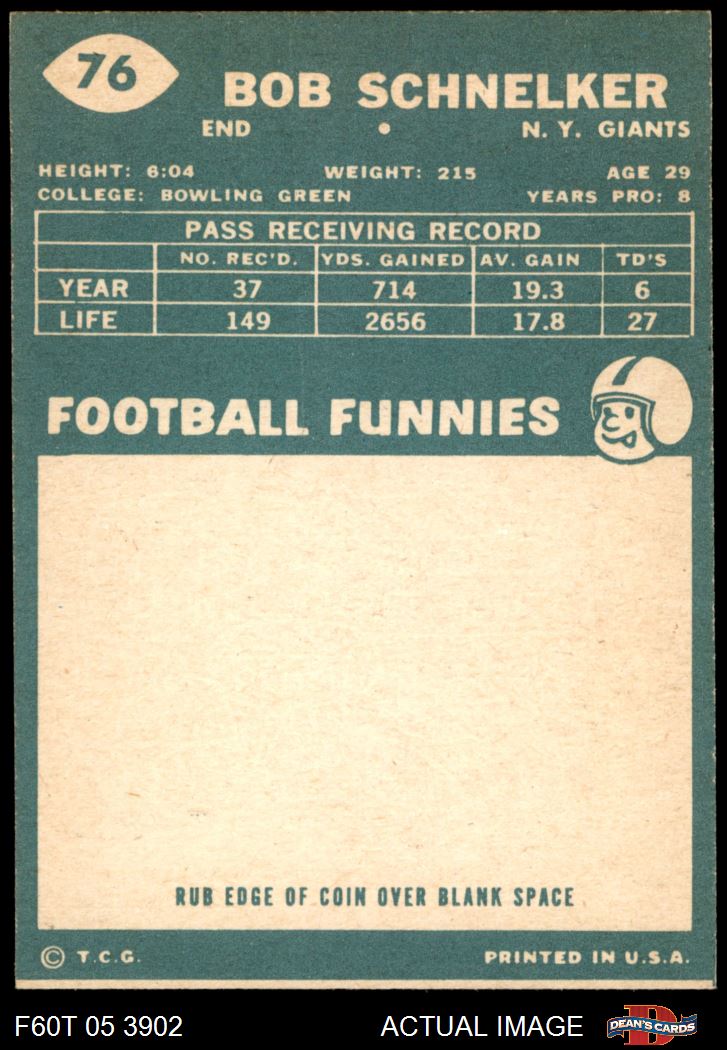 76
BOB SCHNELKER
END • N. Y. GIANTS
HEIGHT: 6:04 WEIGHT: 215 AGE 29
COLLEGE: BOWLING GREEN YEARS PRO: 8
PASS RECEIVING RECORD
NO. REC'D. YDS. GAINED AV. GAIN TD'S
YEAR 37 714 19.3 6
LIFE 149 2656 17.8 27
FOOTBALL FUNNIES
RUB EDGE OF COIN OVER BLANK SPACE
© T.C.G. PRINTED IN U.S.A.
F60T 05 3902 ACTUAL IMAGE DEAN'S CARDS